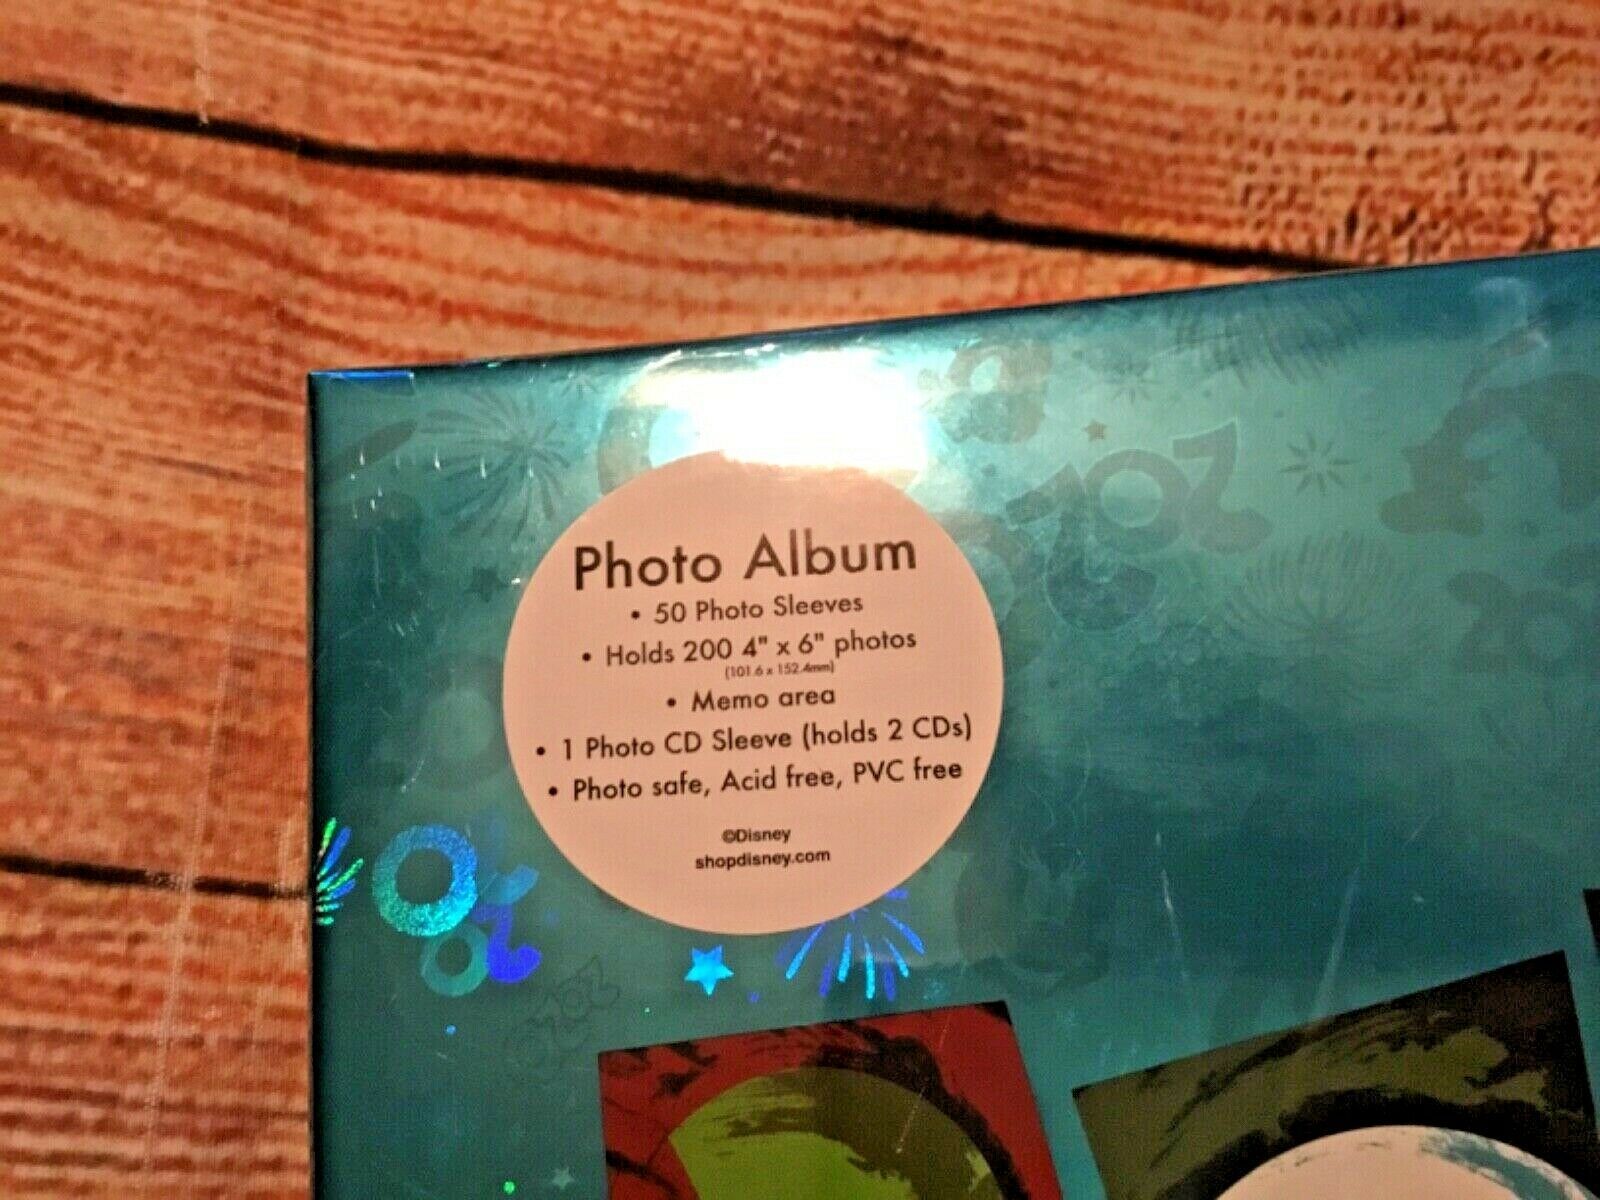 Photo Album
• 50 Photo Sleeves
• Holds 200 4" x 6" photos
(101.6 x 152.4mm)
• Memo area
• 1 Photo CD Sleeve (holds 2 CDs)
• Photo safe, Acid free, PVC free
©Disney
shopdisney.com